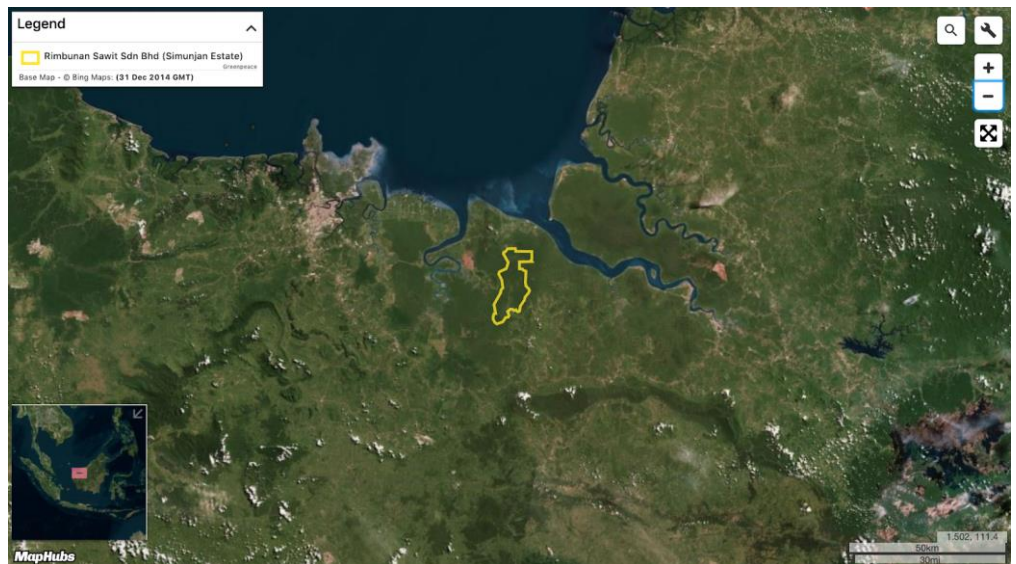 Legend
Rimbunan Sawit Sdn Bhd (Simunjan Estate)
Greenpeace
Base Map - © Bing Maps: (31 Dec 2014 GMT)
+
−
MapHubs
1.502, 111.4
50km
30mi